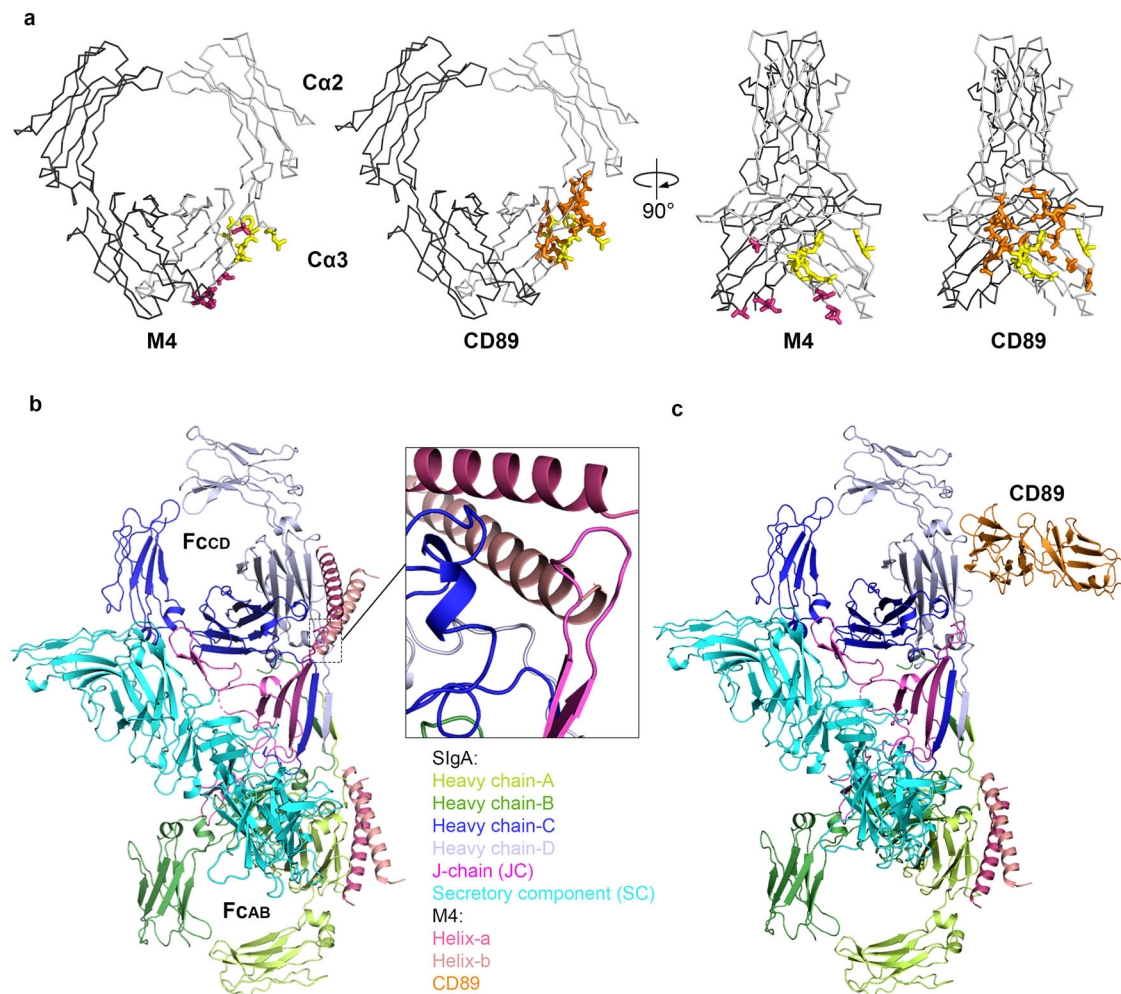 a
Cα2
Cα3
90°
M4
CD89
M4
CD89
b
c
CD89
FcCD
SIgA:
Heavy chain-A
Heavy chain-B
Heavy chain-C
Heavy chain-D
J-chain (JC)
Secretory component (SC)
M4:
Helix-a
Helix-b
CD89
FcAB